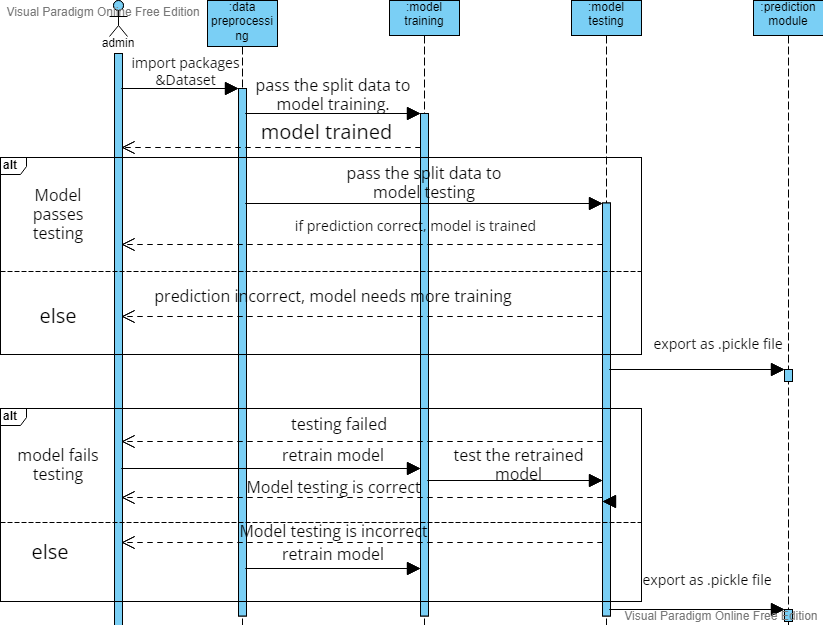 Visual Paradigm Online Free Edition
:data
preprocessi
ng
:model
training
:model
testing
:prediction
module
admin
import packages
&Dataset
pass the split data to
model training.
model trained
alt
Model
passes
testing
pass the split data to
model testing
if prediction correct, model is trained
else
prediction incorrect, model needs more training
export as .pickle file
alt
model fails
testing
testing failed
retrain model
test the retrained
model
Model testing is correct
else
Model testing is incorrect
retrain model
export as .pickle file
Visual Paradigm Online Free Edition